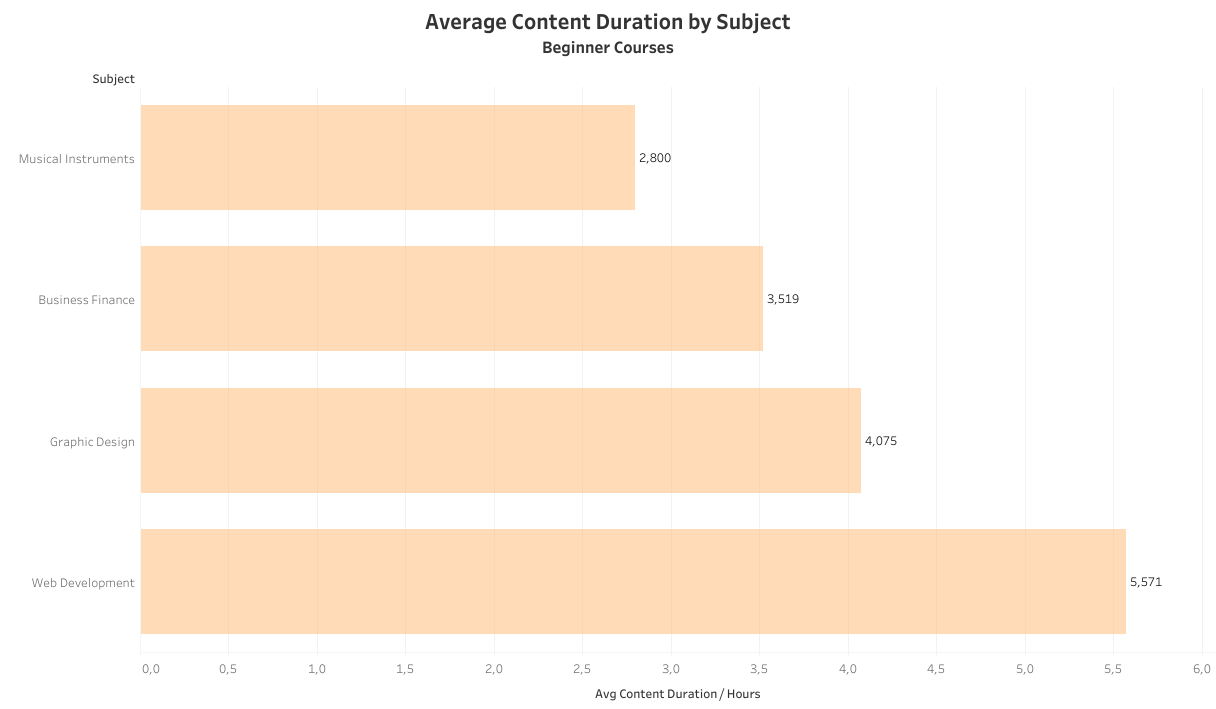 Average Content Duration by Subject
Beginner Courses
Subject
Musical Instruments
2,800
Business Finance
3,519
Graphic Design
4,075
Web Development
5,571
0,0 0,5 1,0 1,5 2,0 2,5 3,0 3,5 4,0 4,5 5,0 5,5 6,0
Avg Content Duration / Hours